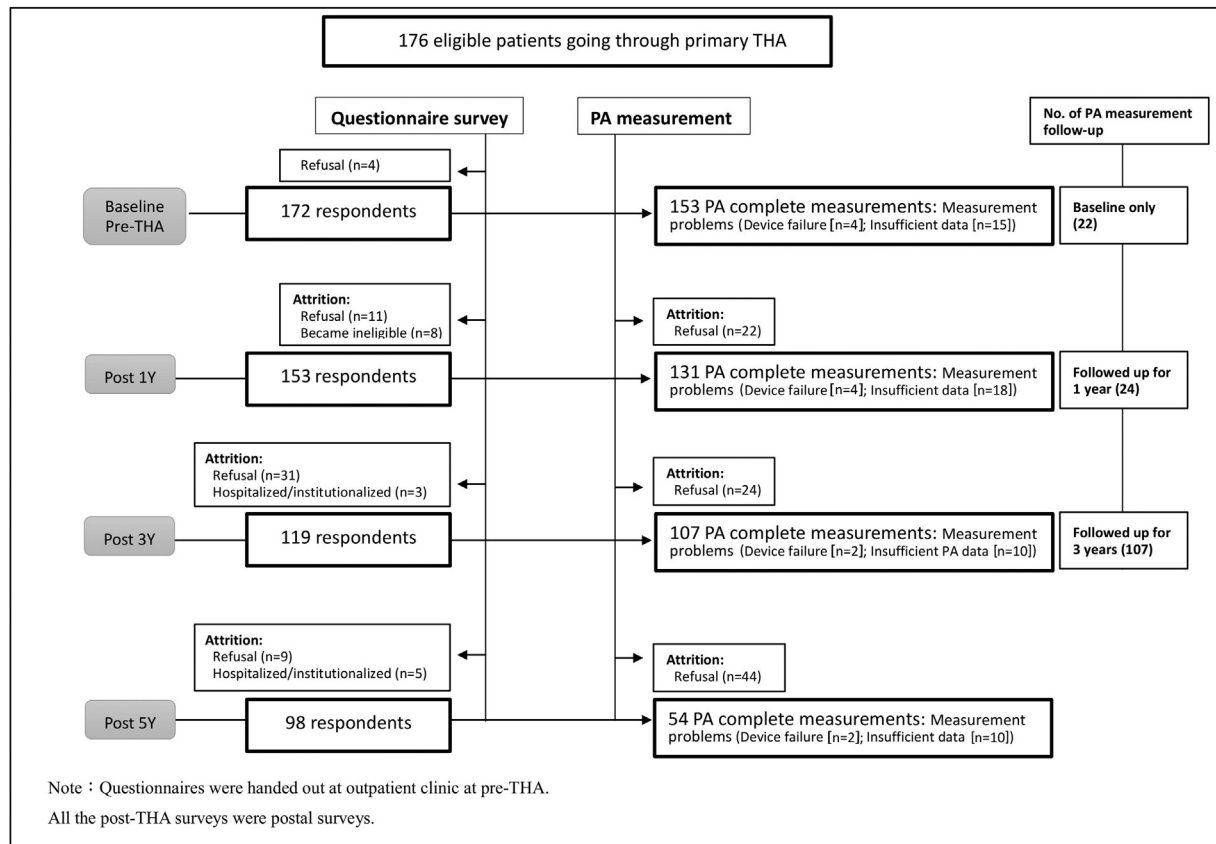 176 eligible patients going through primary THA
Questionnaire survey
PA measurement
No. of PA measurement
follow-up
Refusal (n=4)
Baseline
Pre-THA
172 respondents
153 PA complete measurements: Measurement
problems (Device failure [n=4]; Insufficient data [n=15])
Baseline only
(22)
Attrition:
Refusal (n=11)
Became ineligible (n=8)
Attrition:
Refusal (n=22)
Post 1Y
153 respondents
131 PA complete measurements: Measurement
problems (Device failure [n=4]; Insufficient data [n=18])
Followed up for
1 year (24)
Attrition:
Refusal (n=31)
Hospitalized/institutionalized (n=3)
Attrition:
Refusal (n=24)
Post 3Y
119 respondents
107 PA complete measurements: Measurement
problems (Device failure [n=2]; Insufficient PA data [n=10])
Followed up for
3 years (107)
Attrition:
Refusal (n=9)
Hospitalized/institutionalized (n=5)
Attrition:
Refusal (n=44)
Post 5Y
98 respondents
54 PA complete measurements: Measurement
problems (Device failure [n=2]; Insufficient data [n=10])
Note：Questionnaires were handed out at outpatient clinic at pre-THA.
All the post-THA surveys were postal surveys.